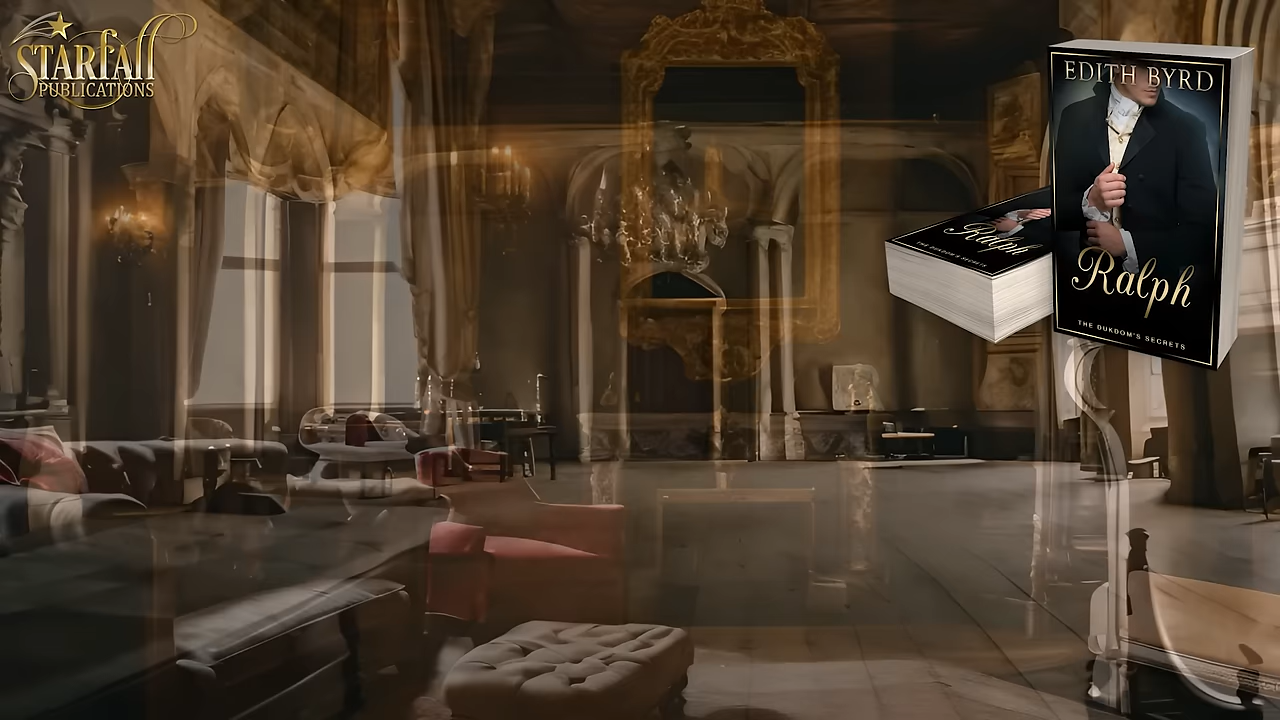 STARfall
PUBLICATIONS
EDITH BYRD
Ralph
THE DUKDOM'S SECRETS
Ralph
THE DUKDOM'S SECRETS